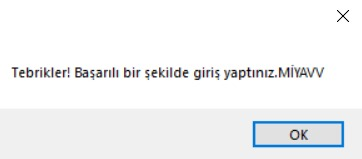 Tebrikler! Başarılı bir şekilde giriş yaptınız.MİYAVV
OK